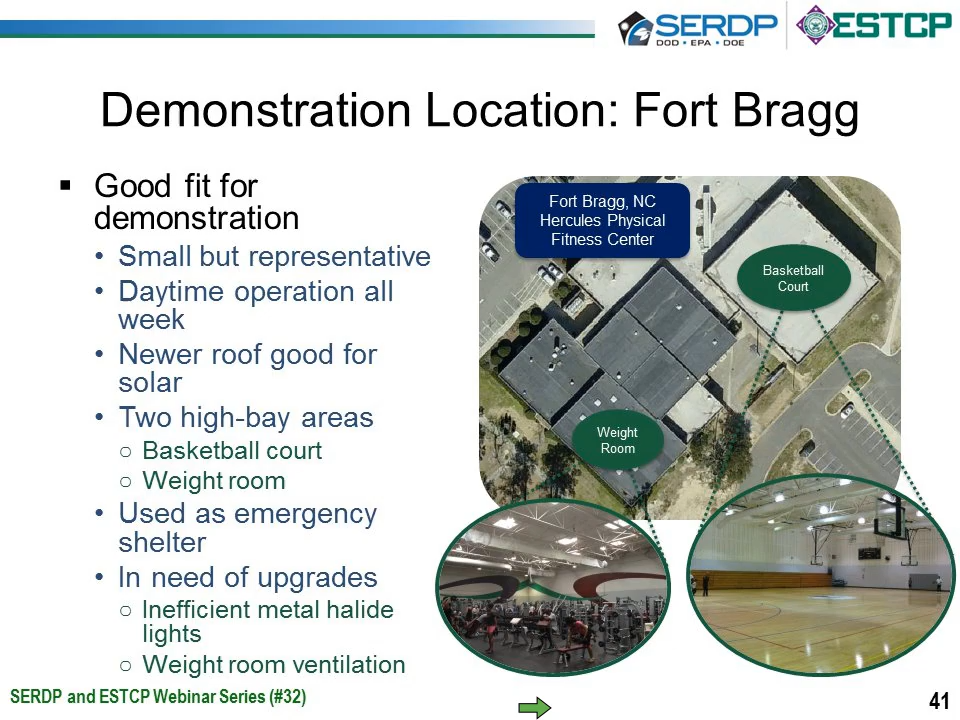 SERDP
DOD • EPA • DOE
ESTCP
Demonstration Location: Fort Bragg
▪ Good fit for
demonstration
• Small but representative
• Daytime operation all
week
• Newer roof good for
solar
• Two high-bay areas
○ Basketball court
○ Weight room
• Used as emergency
shelter
• In need of upgrades
○ Inefficient metal halide
lights
○ Weight room ventilation
Fort Bragg, NC
Hercules Physical
Fitness Center
Basketball
Court
Weight
Room
SERDP and ESTCP Webinar Series (#32)
41